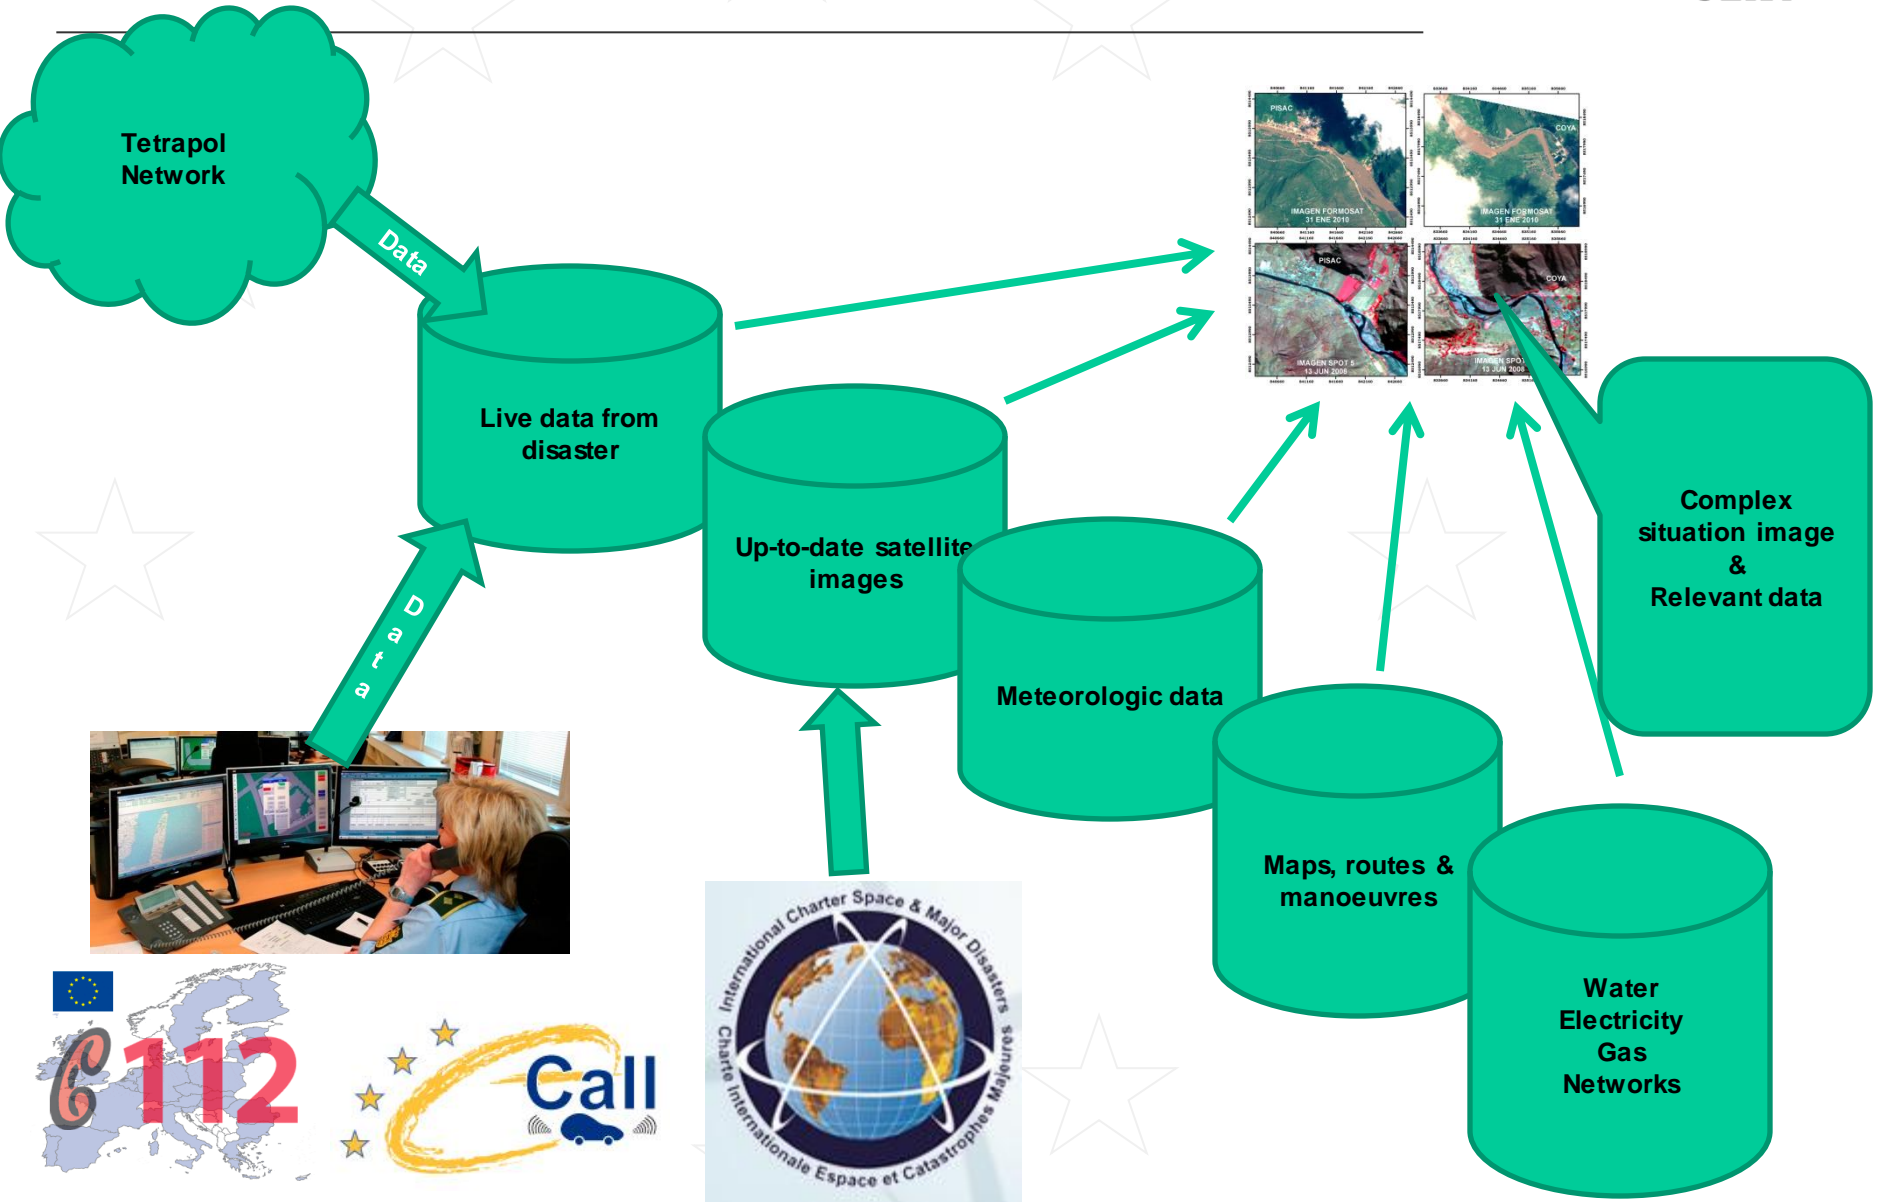 Tetrapol
Network
Data
Live data from
disaster
Up-to-date satellite
images
Meteorologic data
Maps, routes &
manoeuvres
Water
Electricity
Gas
Networks
Complex
situation image
&
Relevant data
Data
PISAC
IMAGEN FORMOSAT
31 ENE 2010
COYA
IMAGEN FORMOSAT
31 ENE 2010
PISAC
IMAGEN SPOT 5
13 JUN 2008
COYA
IMAGEN SPOT
13 JUN 2008
112
Call
International Charter Space & Major Disasters
Charte Internationale Espace et Catastrophes Majeures